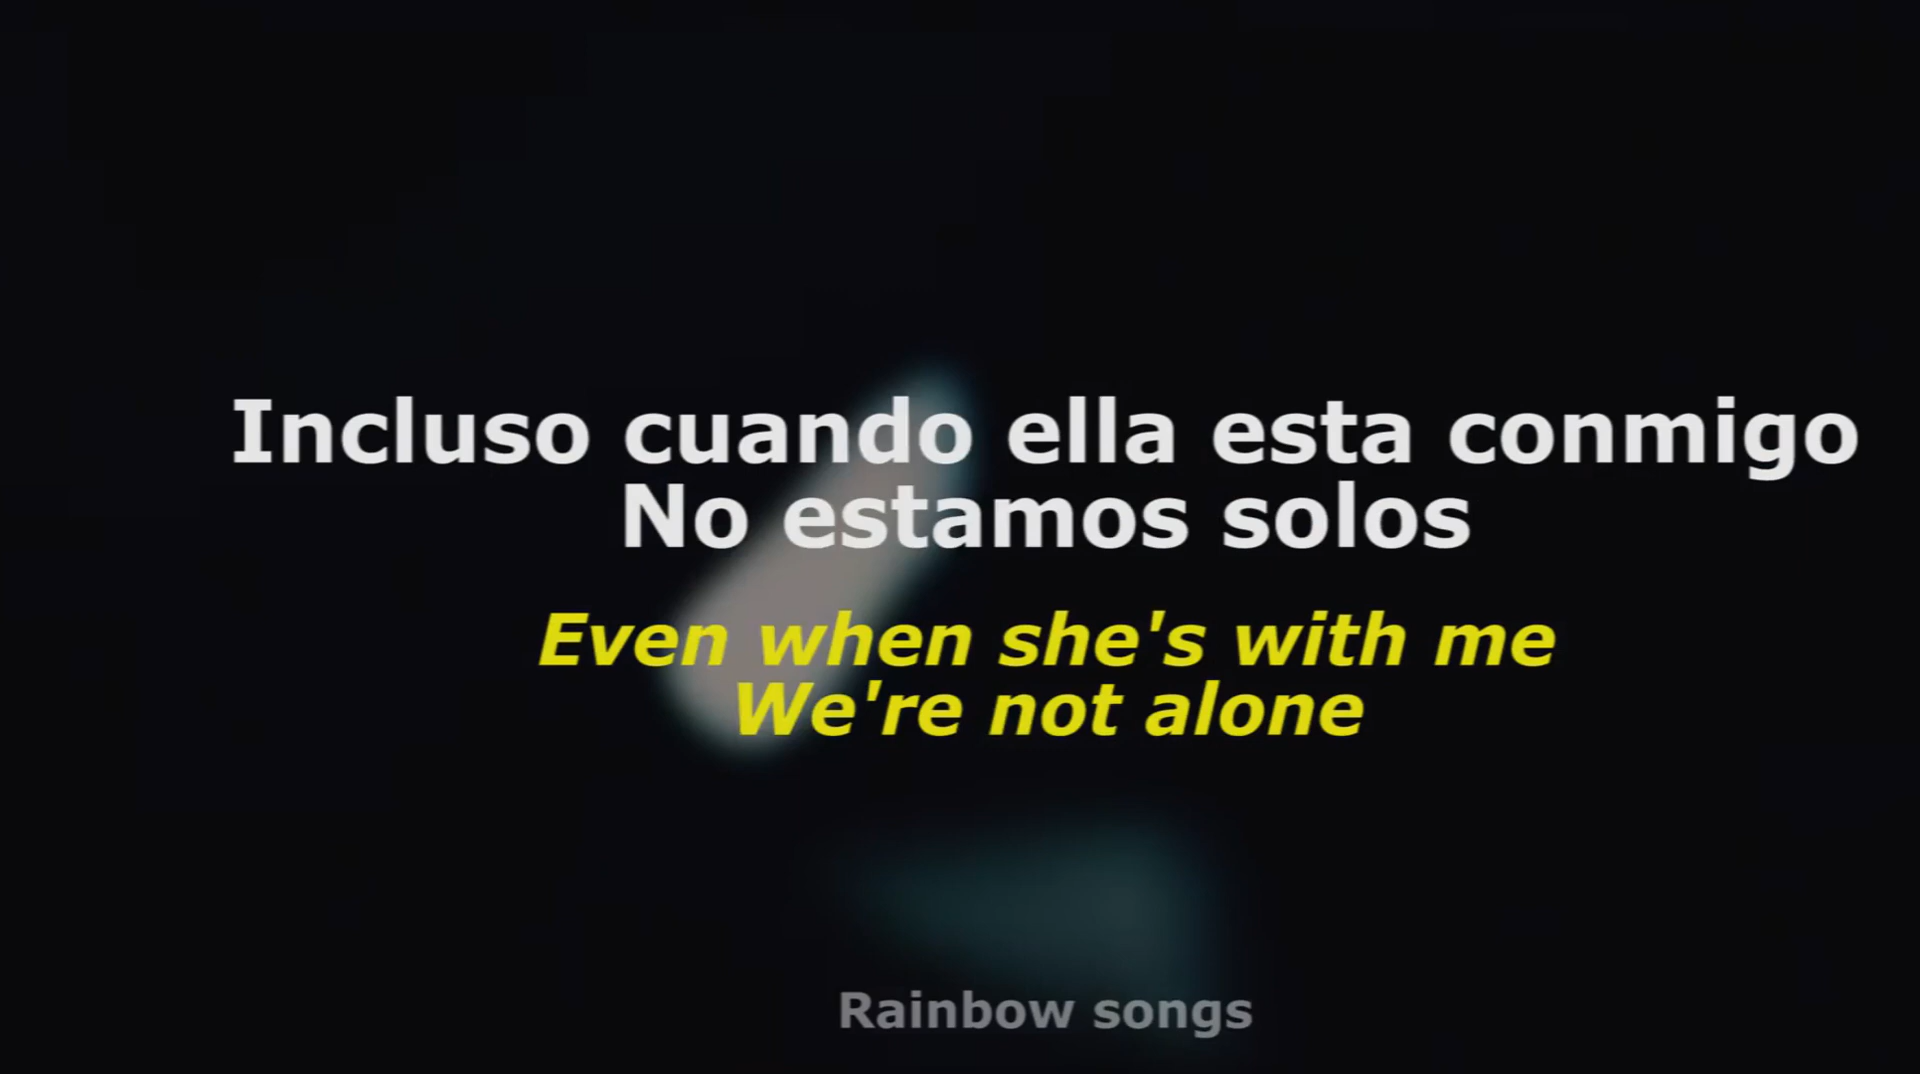 Incluso cuando ella esta conmigo
No estamos solos
Even when she's with me
We're not alone
Rainbow songs